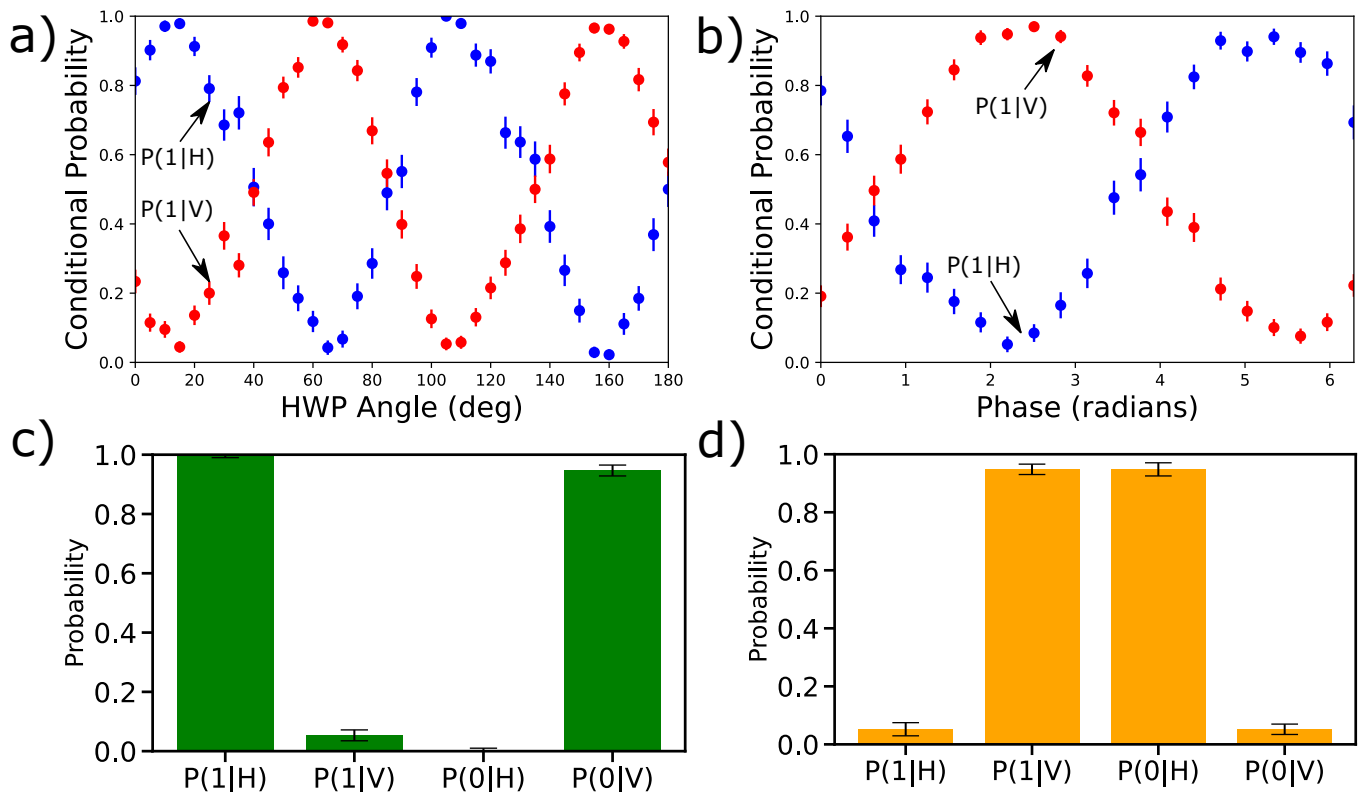 a)
Conditional Probability
1.0
0.8
0.6
0.4
0.2
0.0
P(1|H)
P(1|V)
0 20 40 60 80 100 120 140 160 180
HWP Angle (deg)
b)
Conditional Probability
1.0
0.8
0.6
0.4
0.2
0.0
P(1|V)
P(1|H)
0 1 2 3 4 5 6
Phase (radians)
c)
Probability
1.0
0.8
0.6
0.4
0.2
0.0
P(1|H) P(1|V) P(0|H) P(0|V)
d)
Probability
1.0
0.8
0.6
0.4
0.2
0.0
P(1|H) P(1|V) P(0|H) P(0|V)